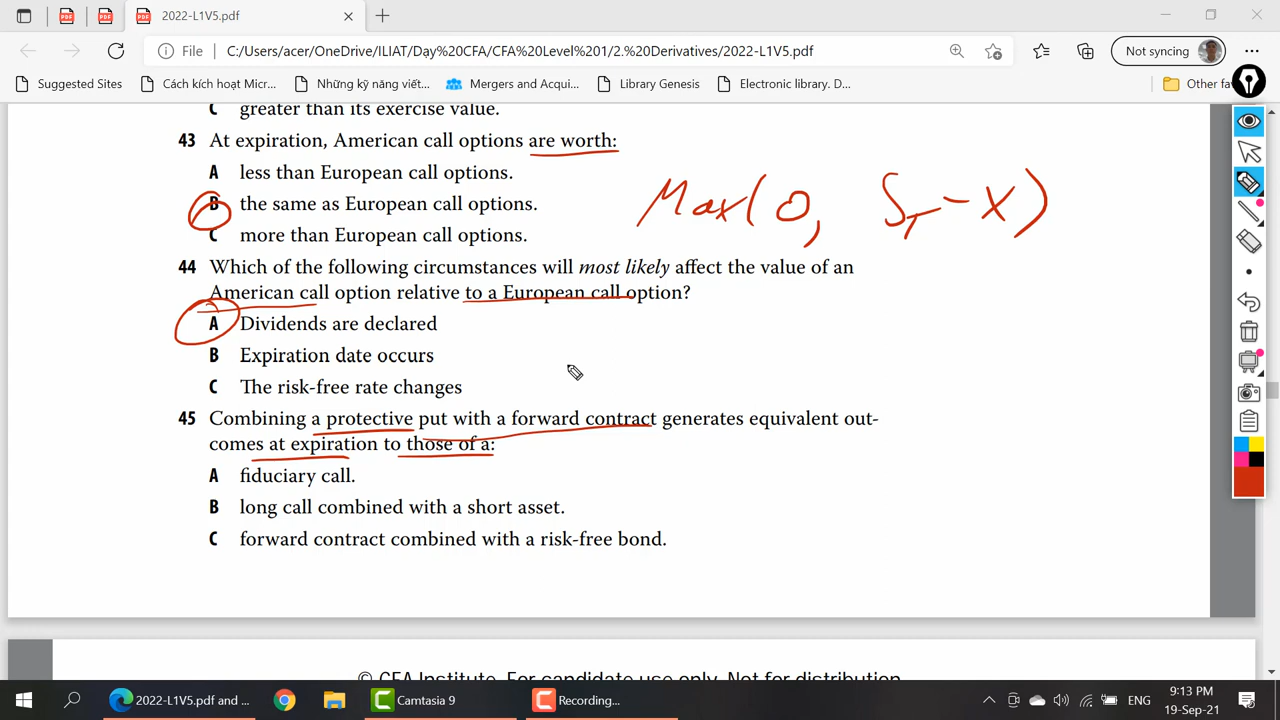 2022-L1V5.pdf
File C:/Users/acer/OneDrive/ILIAT/Day%20CFA/CFA%20Level%201/2.%20Derivatives/2022-L1V5.pdf Not syncing
Suggested Sites Cách kích hoạt Micr... Những kỹ năng viết... Mergers and Acqui... Library Genesis Electronic library. D... Other fa
C greater than its exercise value.
43 At expiration, American call options are worth:
A less than European call options.
B the same as European call options.
C more than European call options.
Max(0, S_T - X)
44 Which of the following circumstances will most likely affect the value of an
American call option relative to a European call option?
A Dividends are declared
B Expiration date occurs
C The risk-free rate changes
45 Combining a protective put with a forward contract generates equivalent out-
comes at expiration to those of a:
A fiduciary call.
B long call combined with a short asset.
C forward contract combined with a risk-free bond.
© CFA Institute. For candidate use only. Not for distribution.
2022-L1V5.pdf and ... Camtasia 9 Recording... ENG 9:13 PM
19-Sep-21